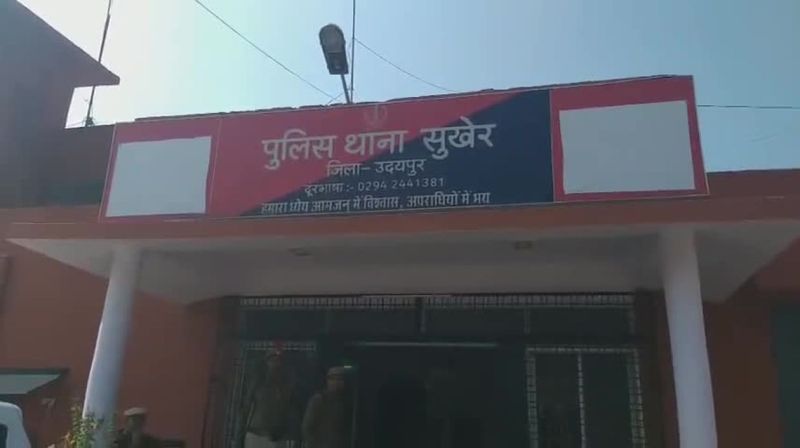 पुलिस थाना सुखेर
जिला- उदयपुर
दूरभाषा :- 0294 2441381
हमारा ध्येय आमजन में विश्वास, अपराधियों में भय